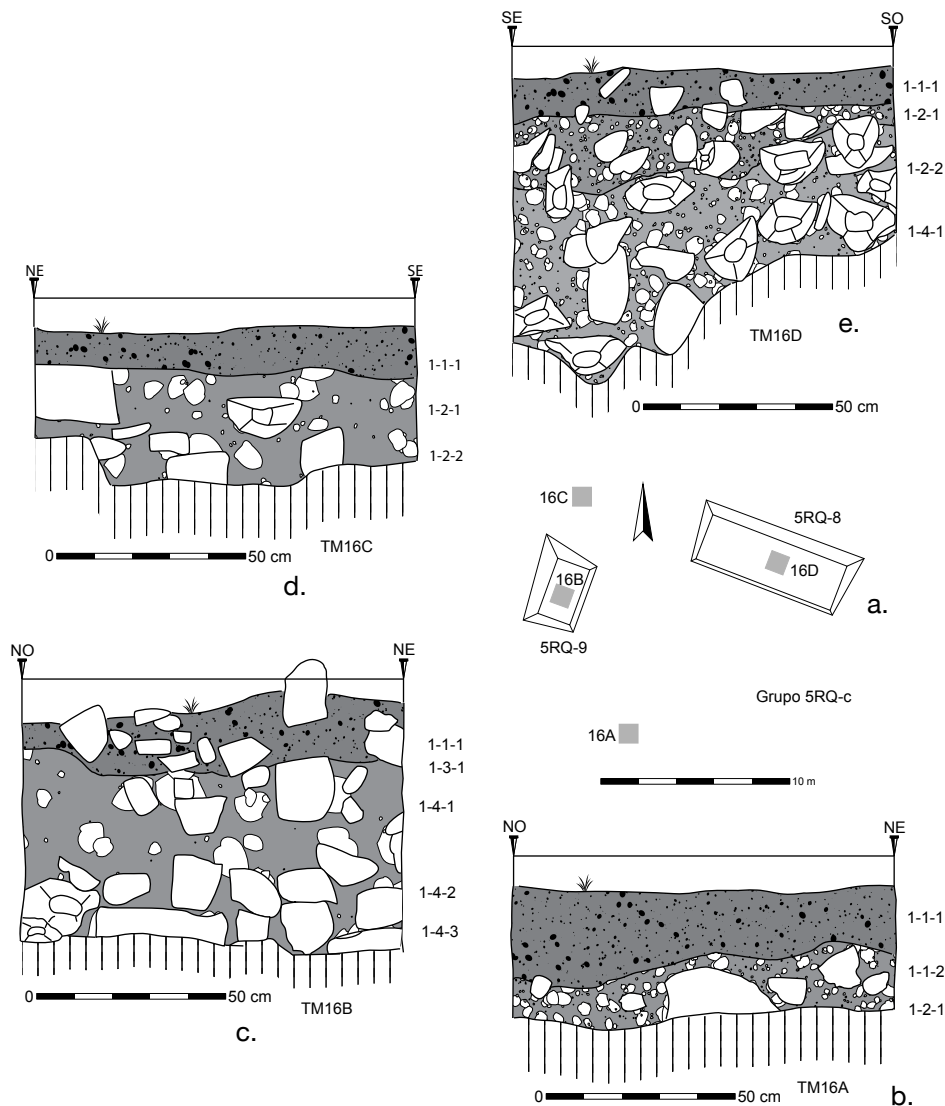 SE SO
1-1-1
1-2-1
1-2-2
1-4-1
TM16D
e.
0 50 cm
NE SE
1-1-1
1-2-1
1-2-2
0 50 cm
TM16C
d.
16C
5RQ-8
16D
16B
a.
5RQ-9
Grupo 5RQ-c
16A
10 m
NO NE
1-1-1
1-3-1
1-4-1
1-4-2
1-4-3
0 50 cm
TM16B
c.
NO NE
1-1-1
1-1-2
1-2-1
TM16A
0 50 cm
b.